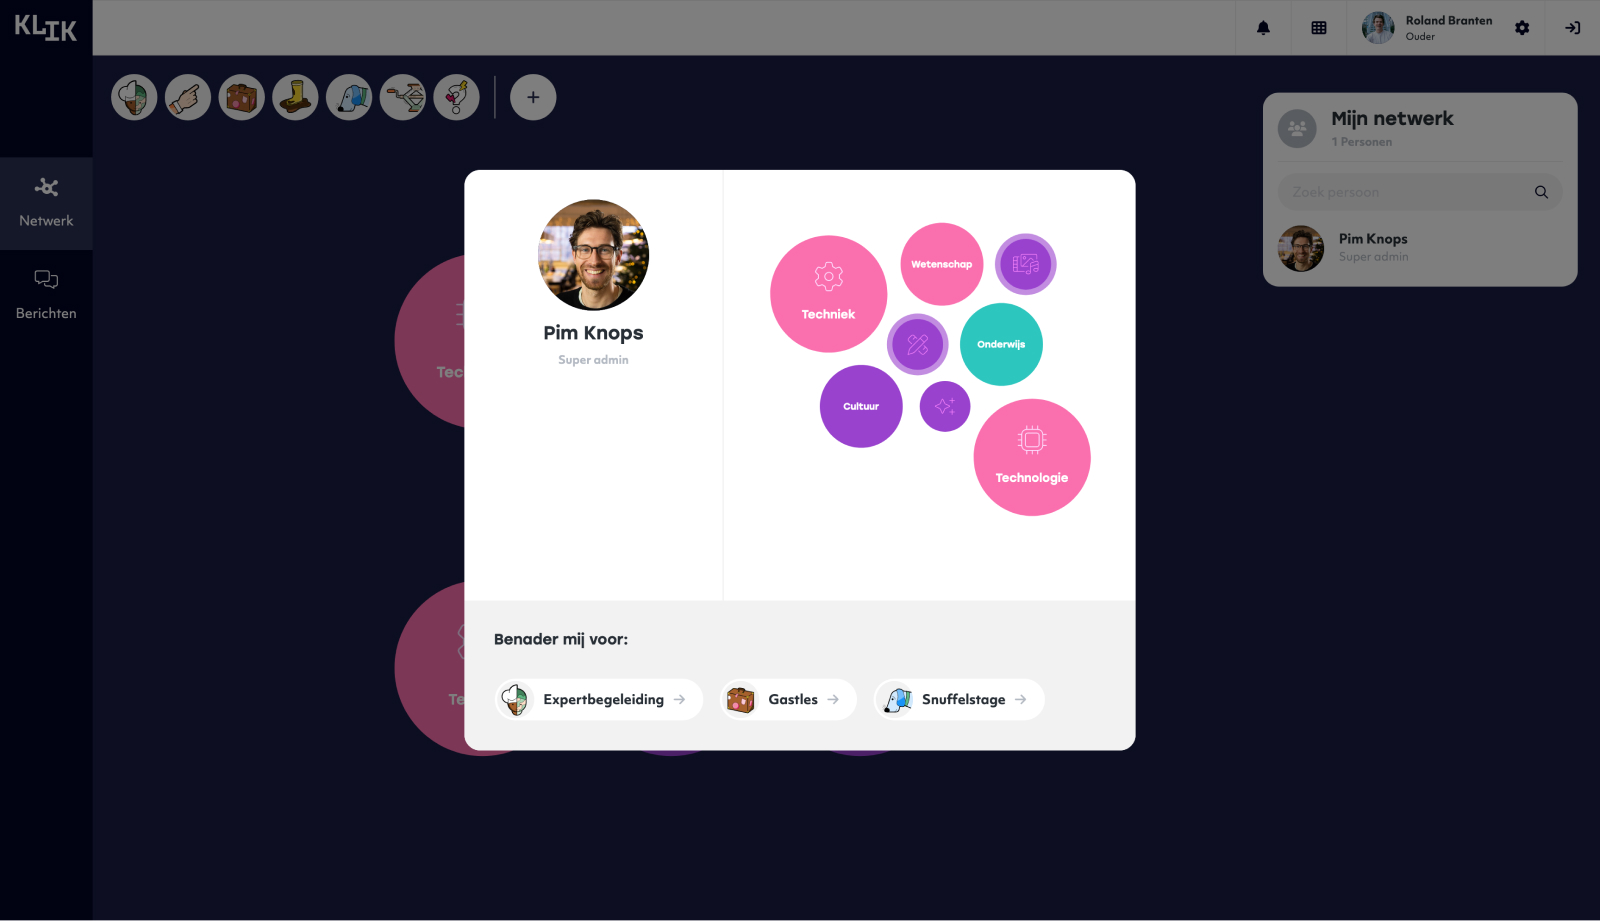 KLIK
Roland Branten
Ouder
Netwerk
Berichten
Mijn netwerk
1 Personen
Zoek persoon
Pim Knops
Super admin
Pim Knops
Super admin
Techniek
Wetenschap
Onderwijs
Cultuur
Technologie
Tec
Te
Benader mij voor:
Expertbegeleiding
Gastles
Snuffelstage